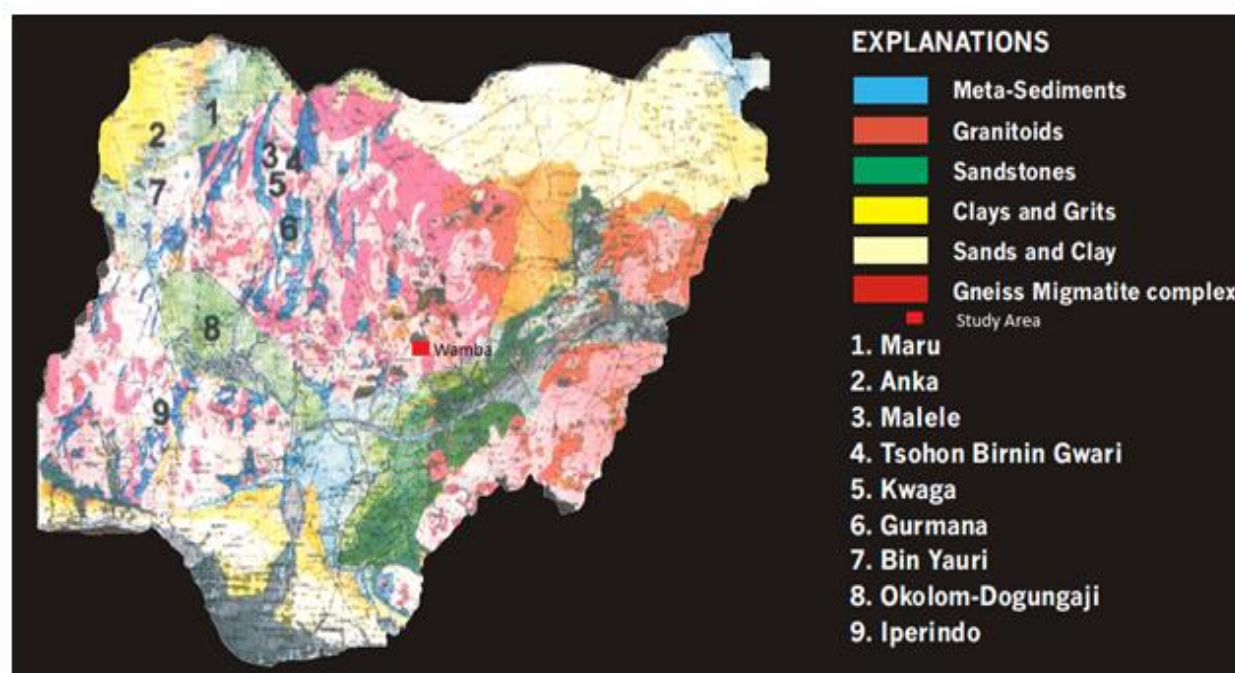 EXPLANATIONS
Meta-Sediments
Granitoids
Sandstones
Clays and Grits
Sands and Clay
Gneiss Migmatite complex
Study Area
1. Maru
2. Anka
3. Malele
4. Tsohon Birnin Gwari
5. Kwaga
6. Gurmana
7. Bin Yauri
8. Okolom-Dogungaji
9. Iperindo
1
2
3
4
5
7
6
8
Wamba
9